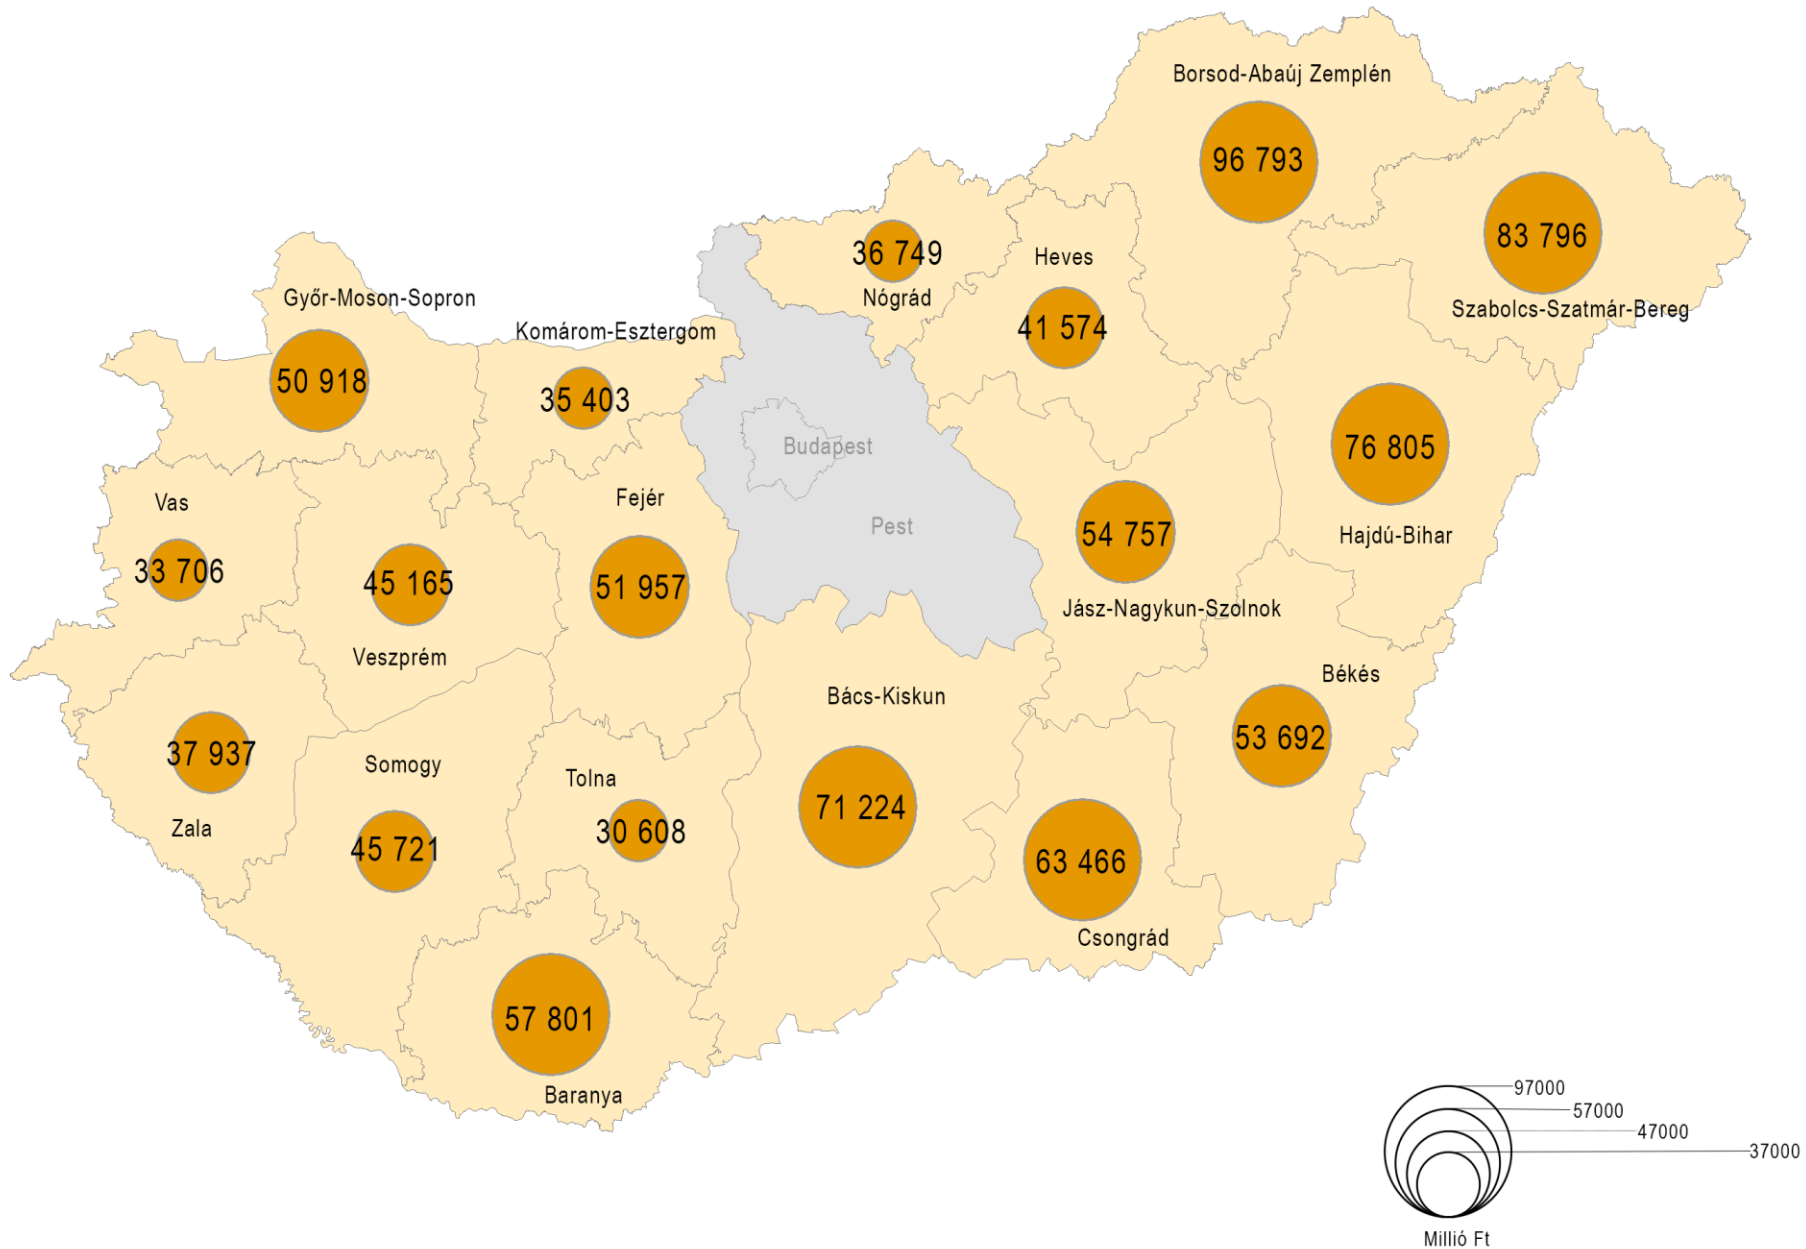 Borsod-Abaúj Zemplén
96 793
83 796
Szabolcs-Szatmár-Bereg
36 749
Nógrád
Heves
41 574
Győr-Moson-Sopron
50 918
Komárom-Esztergom
35 403
76 805
Hajdú-Bihar
Budapest
Pest
Vas
33 706
45 165
Veszprém
Fejér
51 957
54 757
Jász-Nagykun-Szolnok
Békés
53 692
Bács-Kiskun
71 224
37 937
Zala
Somogy
45 721
Tolna
30 608
63 466
Csongrád
57 801
Baranya
97000
57000
47000
37000
Millió Ft